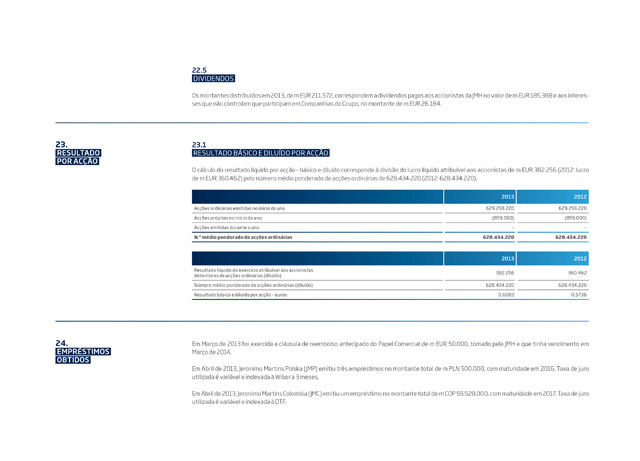 22.5
DIVIDENDOS
Os montantes distribuídos em 2013, de m EUR 211.572, correspondem a dividendos pagos aos accionistas da JMH no valor de m EUR 185.388 e aos interes-
ses que não controlam que participam em Companhias do Grupo, no montante de m EUR 26.184.
23.
RESULTADO
POR ACÇÃO
23.1
RESULTADO BÁSICO E DILUÍDO POR ACÇÃO
O cálculo do resultado líquido por acção – básico e diluído corresponde à divisão do lucro líquido atribuível aos accionistas de m EUR 382.256 (2012: lucro
de m EUR 360.462) pelo número médio ponderado de acções ordinárias de 628.434.220 (2012: 628.434.220).
2013 2012
Acções ordinárias emitidas no início do ano 629.293.220 629.293.220
Acções próprias no início do ano (859.000) (859.000)
Acções emitidas durante o ano - -
N.º médio ponderado de acções ordinárias 628.434.220 628.434.220
2013 2012
Resultado líquido do exercício atribuível aos accionistas
detentores de acções ordinárias (diluído) 382.256 360.462
Número médio ponderado de acções ordinárias (diluído) 628.434.220 628.434.220
Resultado básico e diluído por acção – euros 0,6083 0,5736
24.
EMPRÉSTIMOS
OBTIDOS
Em Março de 2013 foi exercida a cláusula de reembolso antecipado do Papel Comercial de m EUR 50.000, tomado pela JMH e que tinha vencimento em
Março de 2014.
Em Abril de 2013, Jeronimo Martins Polska (JMP) emitiu três empréstimos no montante total de m PLN 500.000, com maturidade em 2016. Taxa de juro
utilizada é variável e indexada à Wibor a 3 meses.
Em Abril de 2013, Jeronimo Martins Colombia (JMC) emitiu um empréstimo no montante total de m COP 59.928.000, com maturidade em 2017. Taxa de juro
utilizada é variável e indexada à DTF.